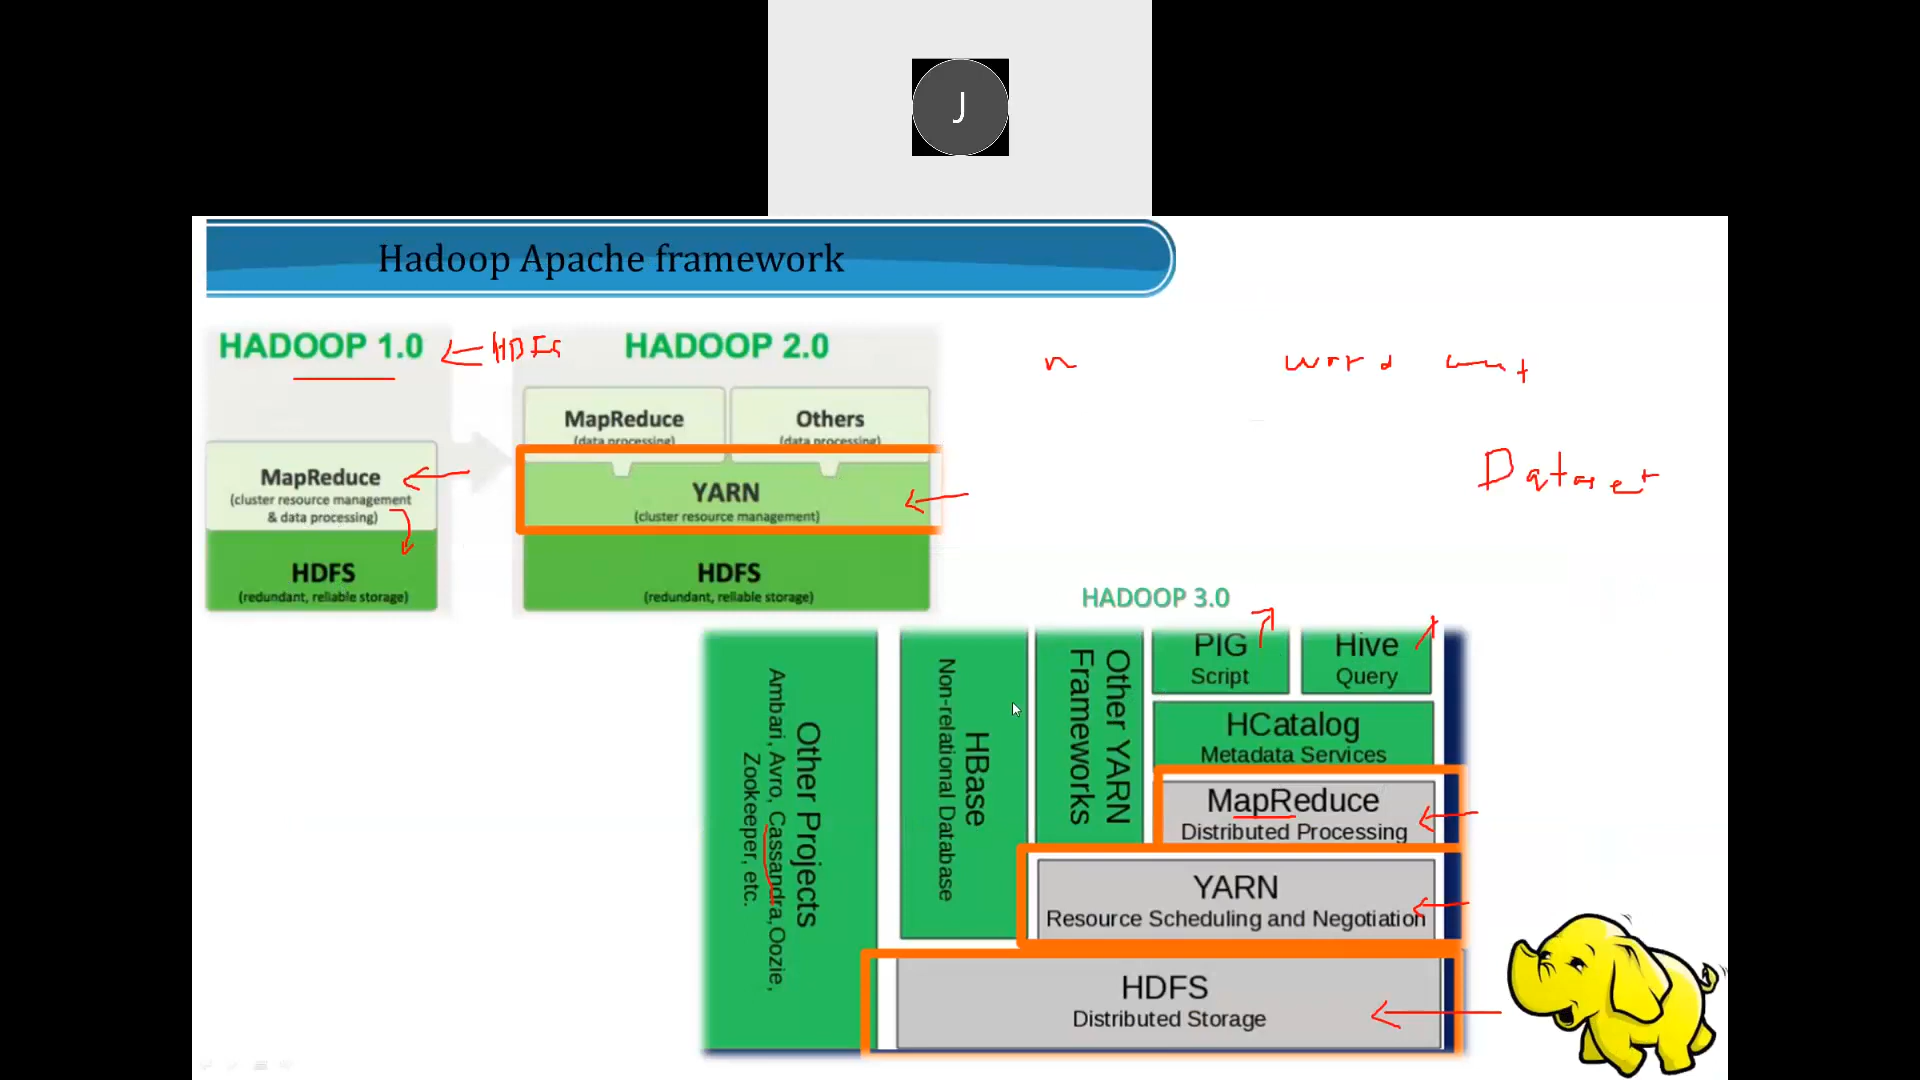 J
Hadoop Apache framework
HADOOP 1.0
HDFS
HADOOP 2.0
n
word count
MapReduce
(data processing)
Others
(data processing)
Dataset
MapReduce
(cluster resource management
& data processing)
YARN
(cluster resource management)
HDFS
(redundant, reliable storage)
HDFS
(redundant, reliable storage)
HADOOP 3.0
Other Projects
Ambari, Avro, Cassandra, Oozie,
Zookeeper, etc.
HBase
Non-relational Database
Other YARN
Frameworks
PIG
Script
Hive
Query
HCatalog
Metadata Services
MapReduce
Distributed Processing
YARN
Resource Scheduling and Negotiation
HDFS
Distributed Storage